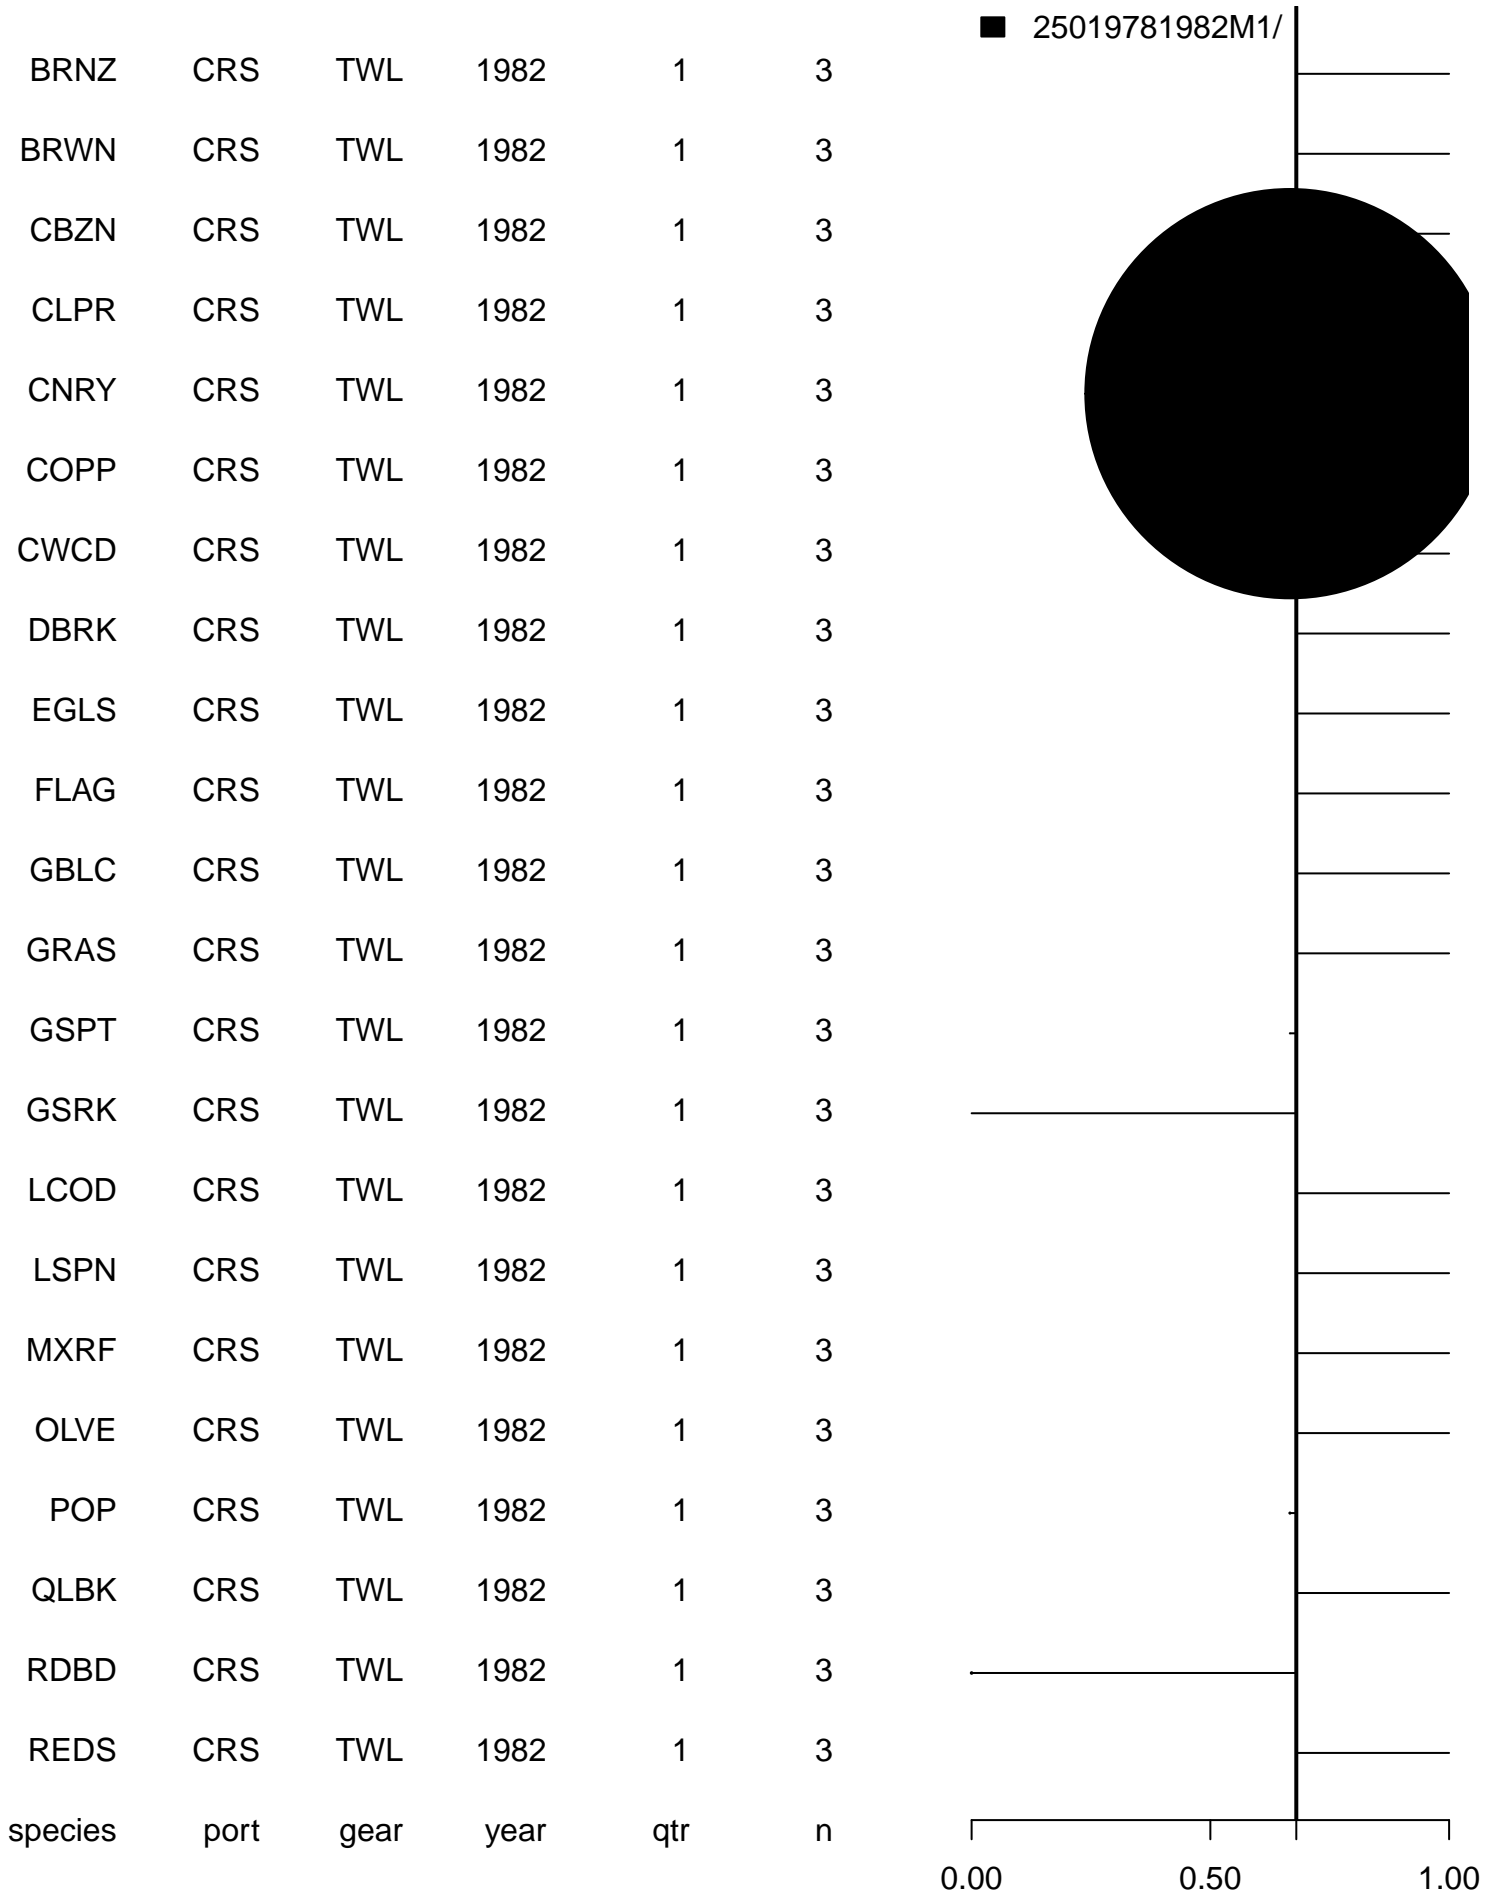 25019781982M1/
BRNZ CRS TWL 1982 1 3
BRWN CRS TWL 1982 1 3
CBZN CRS TWL 1982 1 3
CLPR CRS TWL 1982 1 3
CNRY CRS TWL 1982 1 3
COPP CRS TWL 1982 1 3
CWCD CRS TWL 1982 1 3
DBRK CRS TWL 1982 1 3
EGLS CRS TWL 1982 1 3
FLAG CRS TWL 1982 1 3
GBLC CRS TWL 1982 1 3
GRAS CRS TWL 1982 1 3
GSPT CRS TWL 1982 1 3
GSRK CRS TWL 1982 1 3
LCOD CRS TWL 1982 1 3
LSPN CRS TWL 1982 1 3
MXRF CRS TWL 1982 1 3
OLVE CRS TWL 1982 1 3
POP CRS TWL 1982 1 3
QLBK CRS TWL 1982 1 3
RDBD CRS TWL 1982 1 3
REDS CRS TWL 1982 1 3
species port gear year qtr n
0.00 0.50 1.00